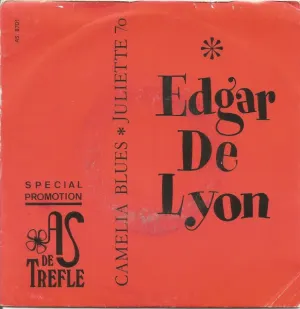 Edgar
De
Lyon
CAMELIA BLUES * JULIETTE 70
SPECIAL
PROMOTION
AS
DE
TREFLE